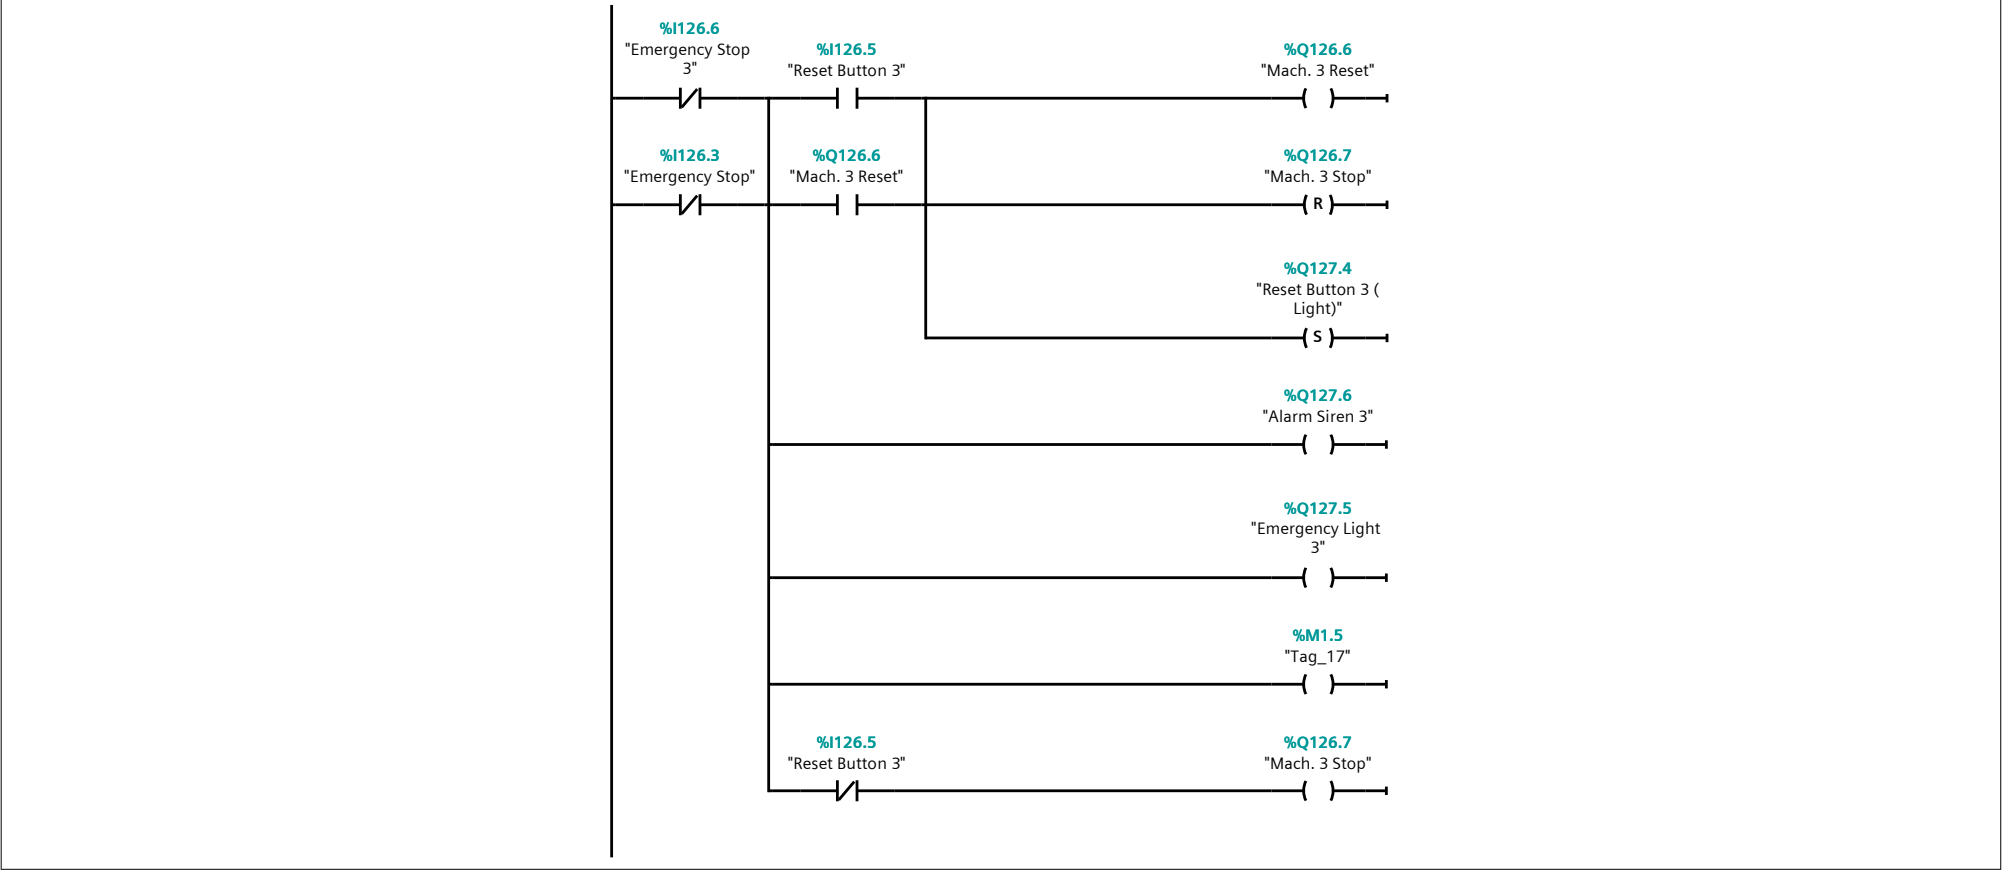 %I126.6
"Emergency Stop
3"
%I126.5
"Reset Button 3"
%Q126.6
"Mach. 3 Reset"
%I126.3
"Emergency Stop"
%Q126.6
"Mach. 3 Reset"
%Q126.7
"Mach. 3 Stop"
R
%Q127.4
"Reset Button 3 (
Light)"
S
%Q127.6
"Alarm Siren 3"
%Q127.5
"Emergency Light
3"
%M1.5
"Tag_17"
%I126.5
"Reset Button 3"
%Q126.7
"Mach. 3 Stop"